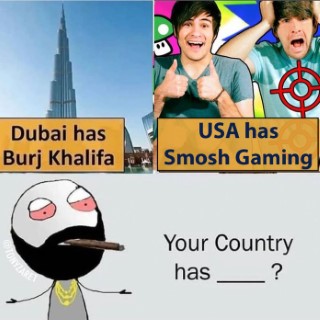 Dubai has
Burj Khalifa
USA has
Smosh Gaming
Your Country
has ____ ?